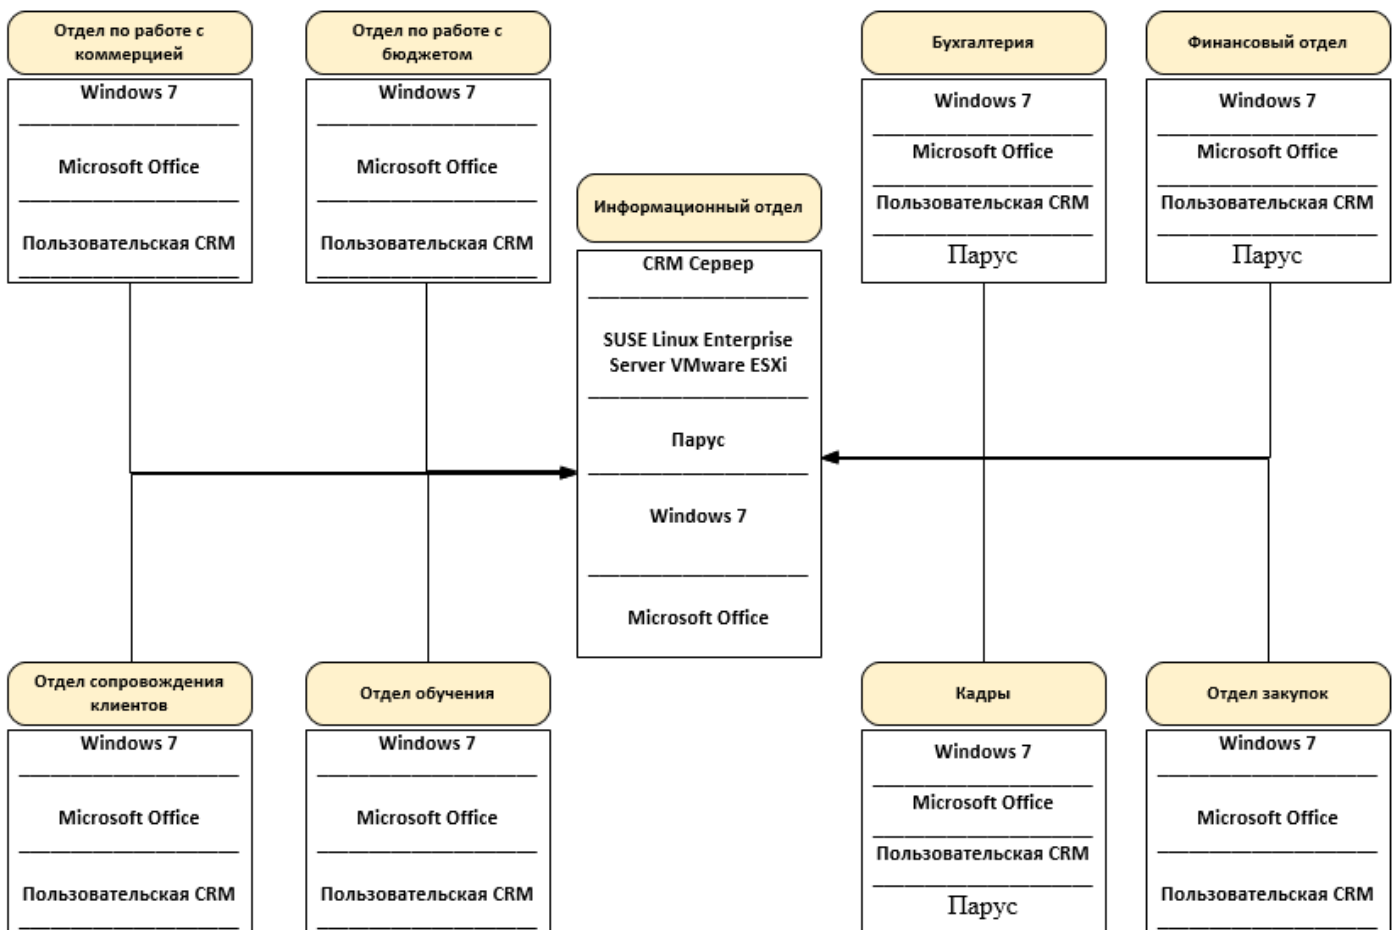 Отдел по работе с
коммерцией
Windows 7
Microsoft Office
Пользовательская CRM
Отдел по работе с
бюджетом
Windows 7
Microsoft Office
Пользовательская CRM
Информационный отдел
CRM Сервер
SUSE Linux Enterprise
Server VMware ESXi
Парус
Windows 7
Microsoft Office
Бухгалтерия
Windows 7
Microsoft Office
Пользовательская CRM
Парус
Финансовый отдел
Windows 7
Microsoft Office
Пользовательская CRM
Парус
Отдел сопровождения
клиентов
Windows 7
Microsoft Office
Пользовательская CRM
Отдел обучения
Windows 7
Microsoft Office
Пользовательская CRM
Кадры
Windows 7
Microsoft Office
Пользовательская CRM
Парус
Отдел закупок
Windows 7
Microsoft Office
Пользовательская CRM